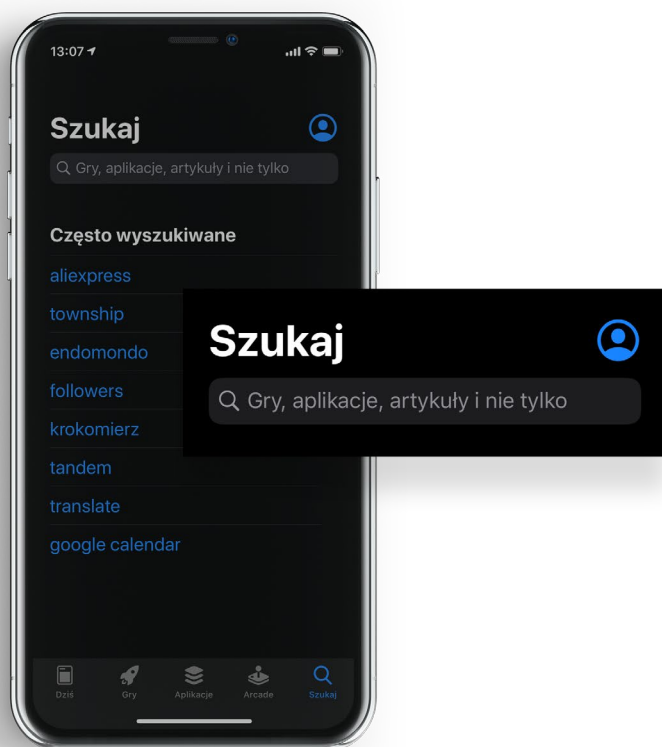 13:07
Szukaj
Gry, aplikacje, artykuły i nie tylko
Często wyszukiwane
aliexpress
township
endomondo
followers
krokomierz
tandem
translate
google calendar
Szukaj
Gry, aplikacje, artykuły i nie tylko
Dziś
Gry
Aplikacje
Arcade
Szukaj